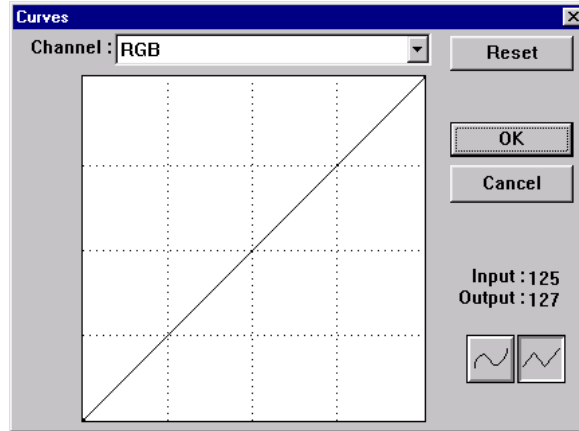 Curves
Channel : RGB
Reset
OK
Cancel
Input : 125
Output : 127